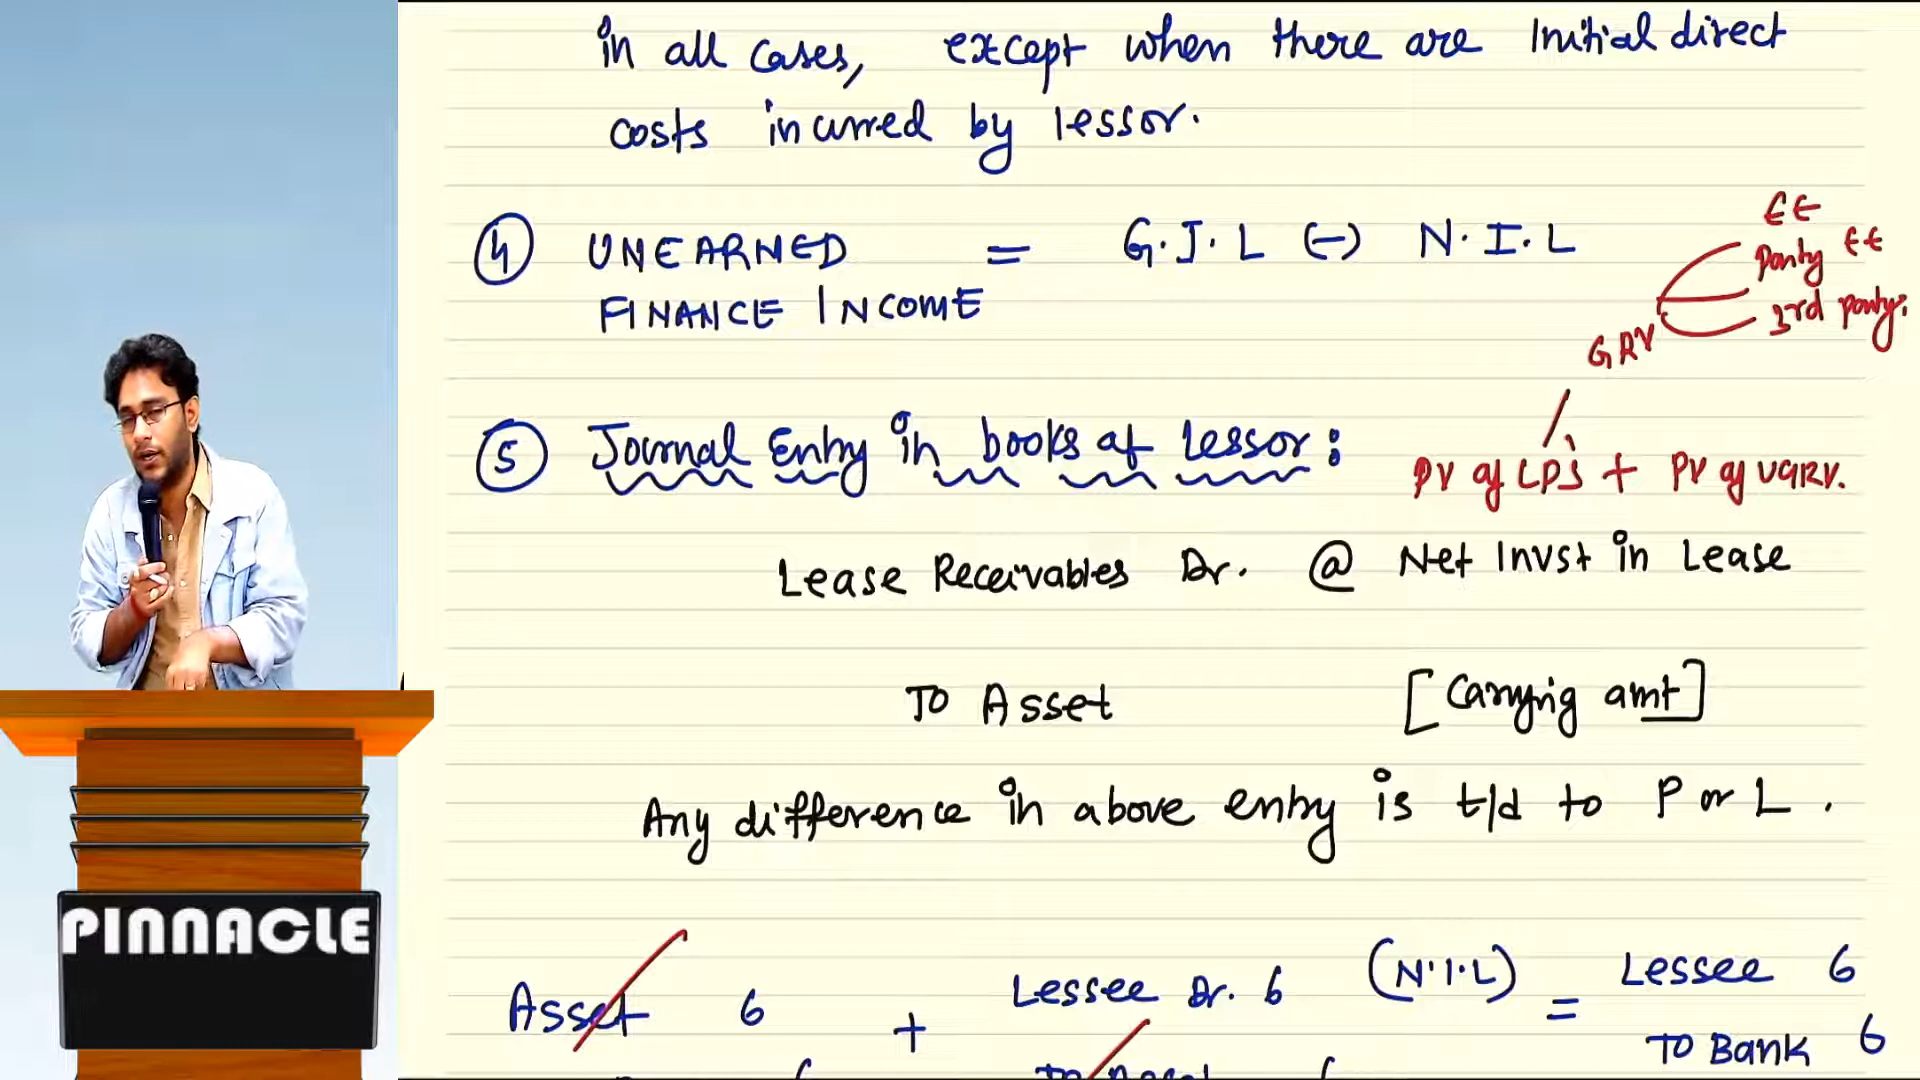 in all cases, except when there are Initial direct
costs incurred by lessor.
④ UNEARNED = G.I.L (-) N.I.L
FINANCE INCOME
€€
Party €€
3rd party.
GRV
⑤ Journal Entry in books of lessor:
PV of LPs + PV of UGRV.
Lease Receivables Dr. @ Net Invst in Lease
TO Asset [Carrying amt]
Any difference in above entry is t/d to P or L.
Asset 6 + Lessee Dr. 6 (N.I.L) = Lessee 6
TO Bank 6
PINNACLE